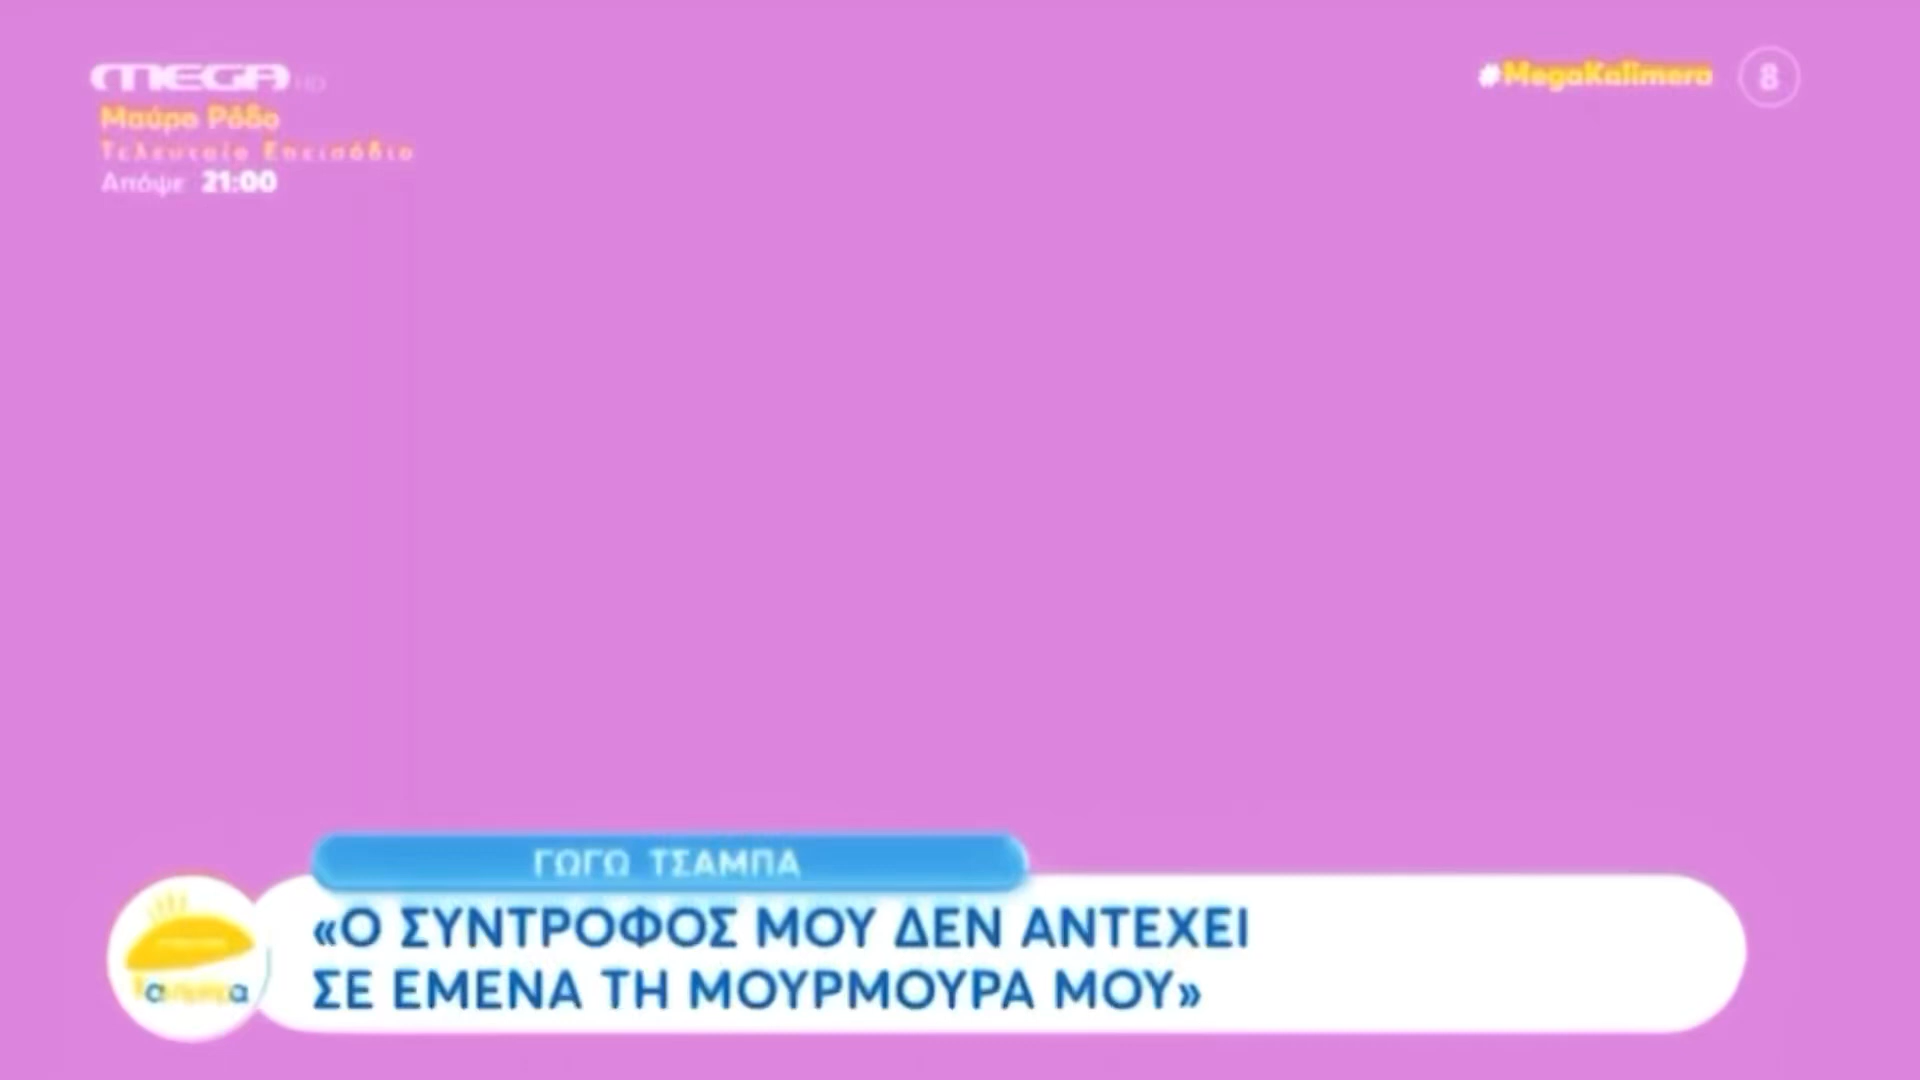 MEGA HD
Μαύρο Ρόδο
Τελευταίο Επεισόδιο
Απόψε 21:00
#MegaKalimera
8
ΓΩΓΩ ΤΣΑΜΠΑ
«Ο ΣΥΝΤΡΟΦΟΣ ΜΟΥ ΔΕΝ ΑΝΤΕΧΕΙ
ΣΕ ΕΜΕΝΑ ΤΗ ΜΟΥΡΜΟΥΡΑ ΜΟΥ»